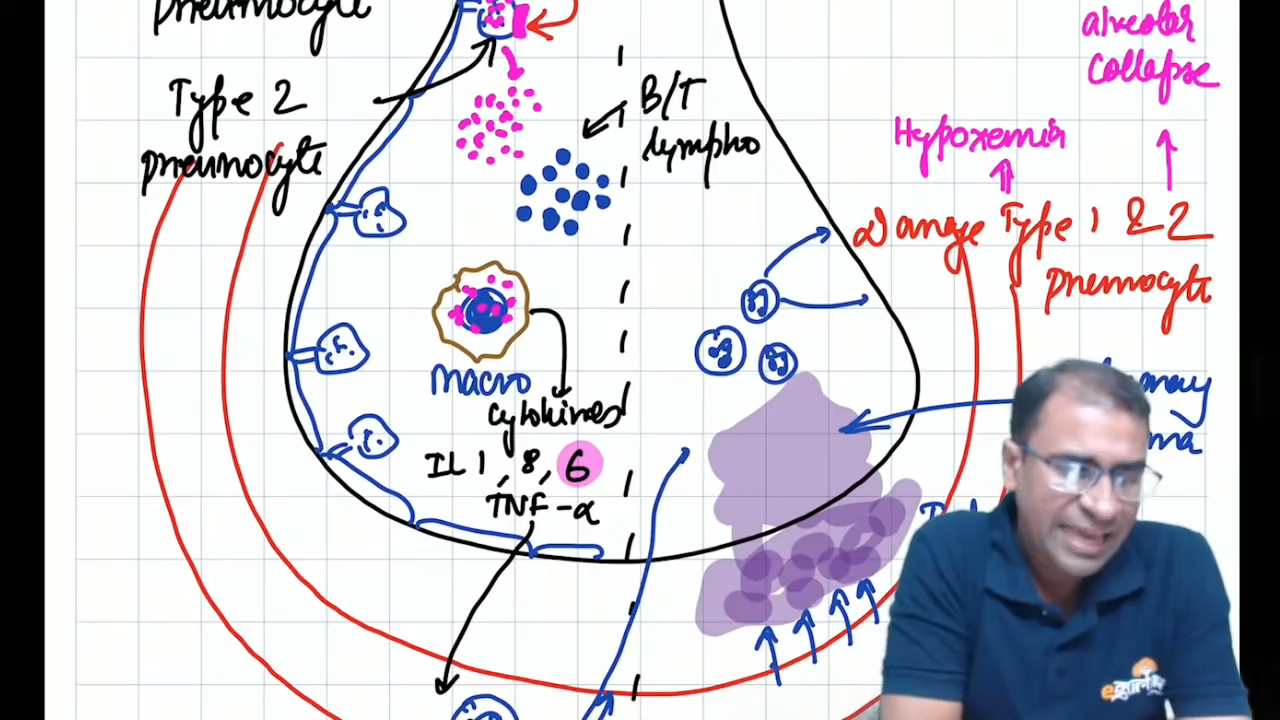 pneumocyte
Type 2
pneumocyte
B/T
lympho
macro
cytokines
IL 1, 8, 6
TNF-α
alveolar
collapse
Hypoxemia
Damage Type 1 & 2
pnemocyte